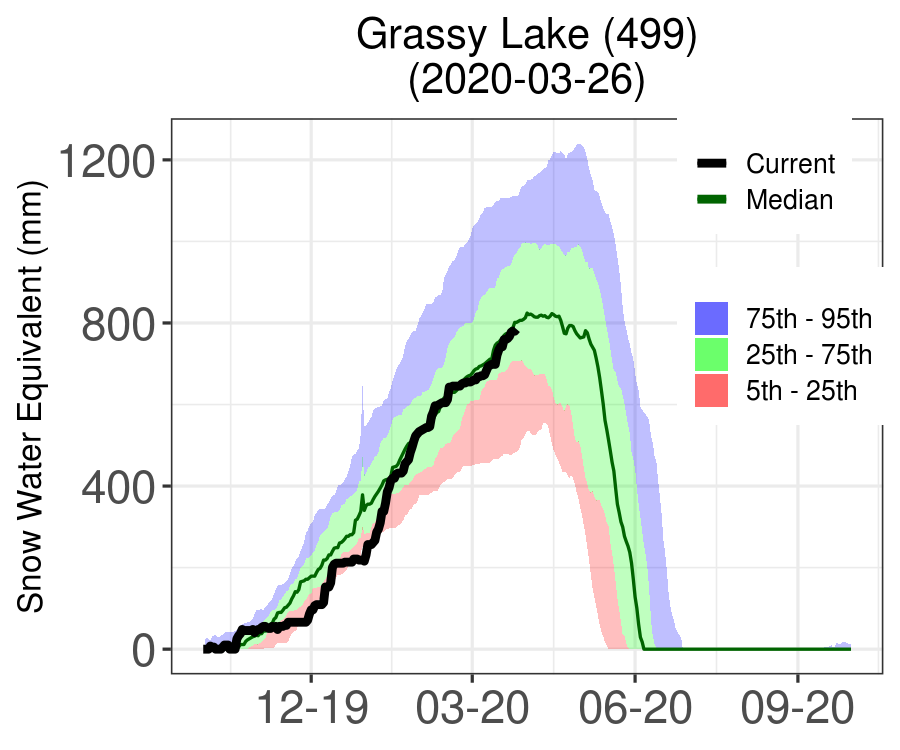 Grassy Lake (499)
(2020-03-26)
Snow Water Equivalent (mm)
1200
800
400
0
12-19
03-20
06-20
09-20
Current
Median
75th - 95th
25th - 75th
5th - 25th